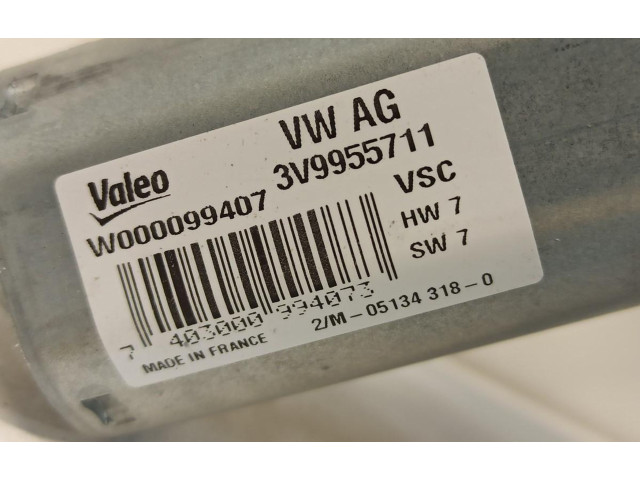 VW AG
Valeo
3V9955711
W000099407
VSC
HW 7
SW 7
7 403000 994073
2/M-05134 318-0
MADE IN FRANCE